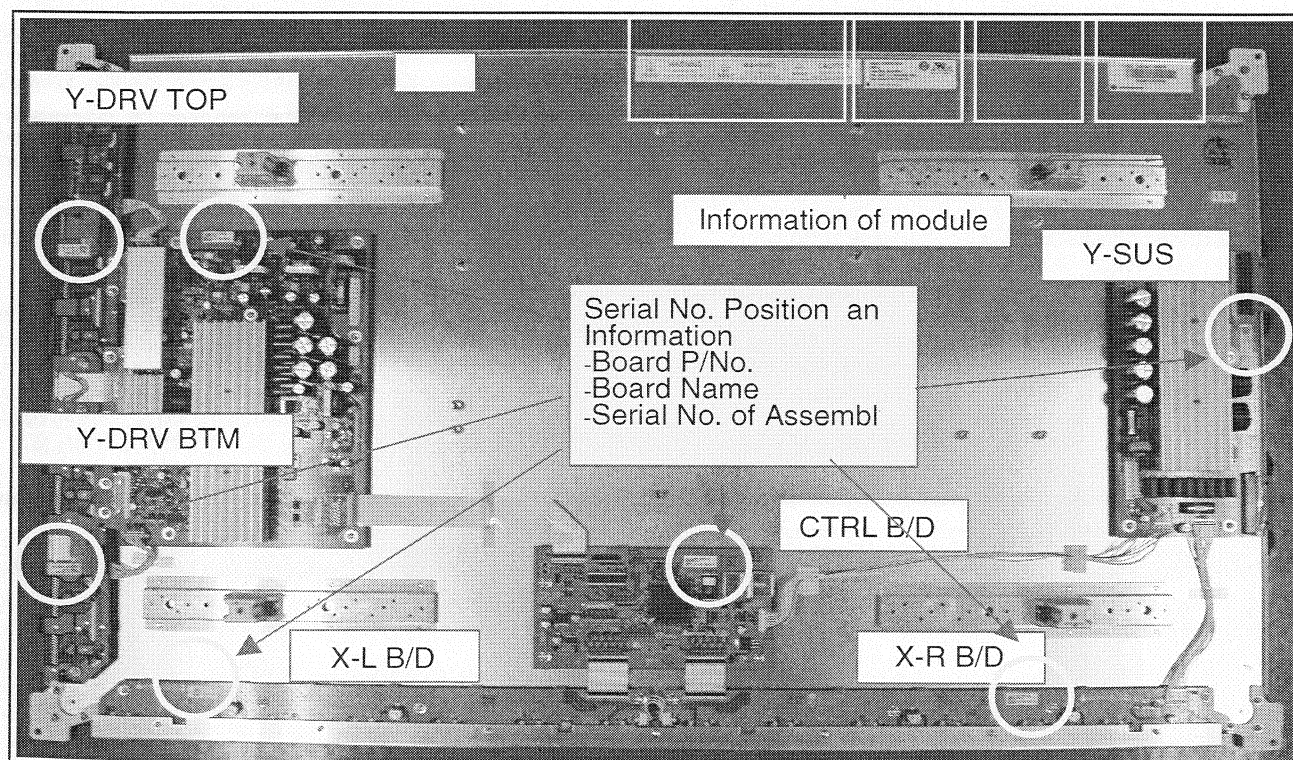 Y-DRV TOP
Information of module
Y-SUS
Serial No. Position an
Information
-Board P/No.
-Board Name
-Serial No. of Assembl
Y-DRV BTM
CTRL B/D
X-L B/D
X-R B/D